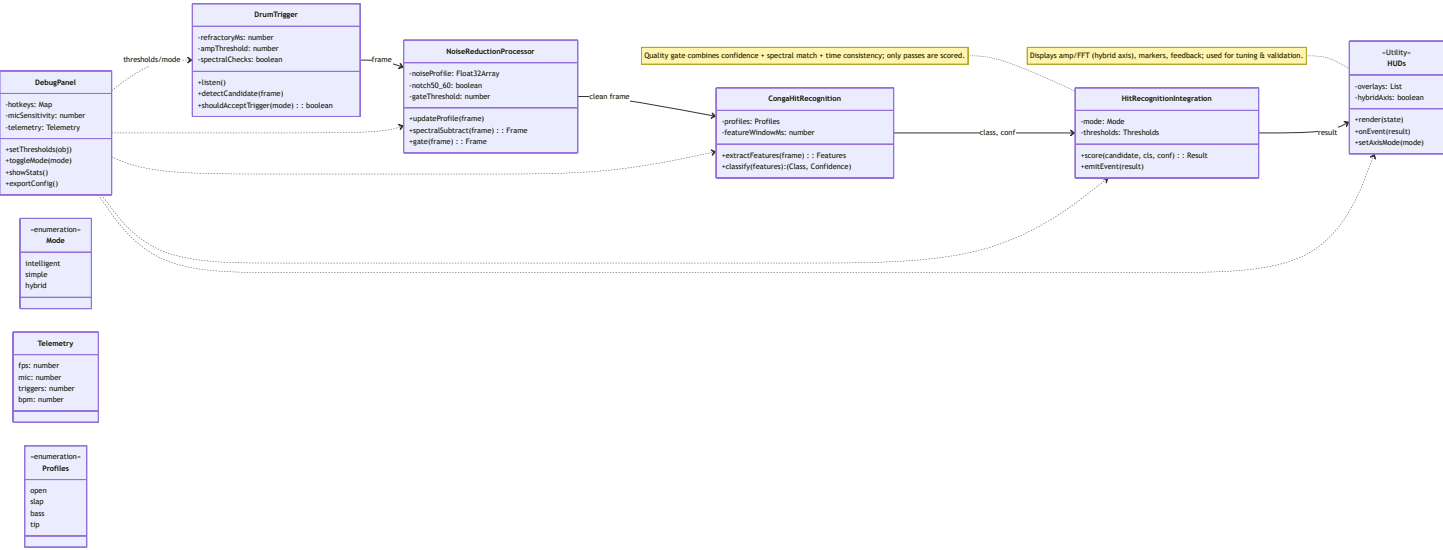 DebugPanel
-hotkeys: Map
-micSensitivity: number
-telemetry: Telemetry
+setThresholds(obj)
+toggleMode(mode)
+showStats()
+exportConfig()
«enumeration»
Mode
intelligent
simple
hybrid
Telemetry
fps: number
mic: number
triggers: number
bpm: number
«enumeration»
Profiles
open
slap
bass
tip
thresholds/mode
DrumTrigger
-refractoryMs: number
-ampThreshold: number
-spectralChecks: boolean
+listen()
+detectCandidate(frame)
+shouldAcceptTrigger(mode) : : boolean
frame
NoiseReductionProcessor
-noiseProfile: Float32Array
-notch50_60: boolean
-gateThreshold: number
+updateProfile(frame)
+spectralSubtract(frame) : : Frame
+gate(frame) : : Frame
clean frame
Quality gate combines confidence + spectral match + time consistency; only passes are scored.
CongaHitRecognition
-profiles: Profiles
-featureWindowMs: number
+extractFeatures(frame) : : Features
+classify(features):(Class, Confidence)
class, conf
Displays amp/FFT (hybrid axis), markers, feedback; used for tuning & validation.
HitRecognitionIntegration
-mode: Mode
-thresholds: Thresholds
+score(candidate, cls, conf) : : Result
+emitEvent(result)
result
«Utility»
HUDs
-overlays: List
-hybridAxis: boolean
+render(state)
+onEvent(result)
+setAxisMode(mode)